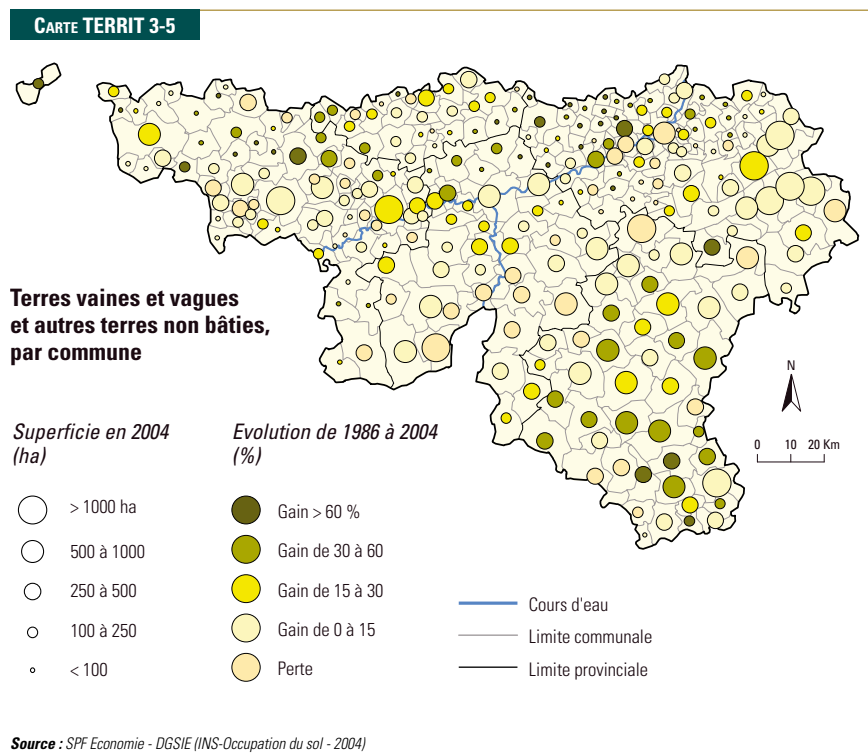 CARTE TERRIT 3-5
Terres vaines et vagues
et autres terres non bâties,
par commune
N
0 10 20 Km
Superficie en 2004
(ha)
> 1000 ha
500 à 1000
250 à 500
100 à 250
< 100
Evolution de 1986 à 2004
(%)
Gain > 60 %
Gain de 30 à 60
Gain de 15 à 30
Gain de 0 à 15
Perte
Cours d'eau
Limite communale
Limite provinciale
Source : SPF Economie - DGSIE (INS-Occupation du sol - 2004)